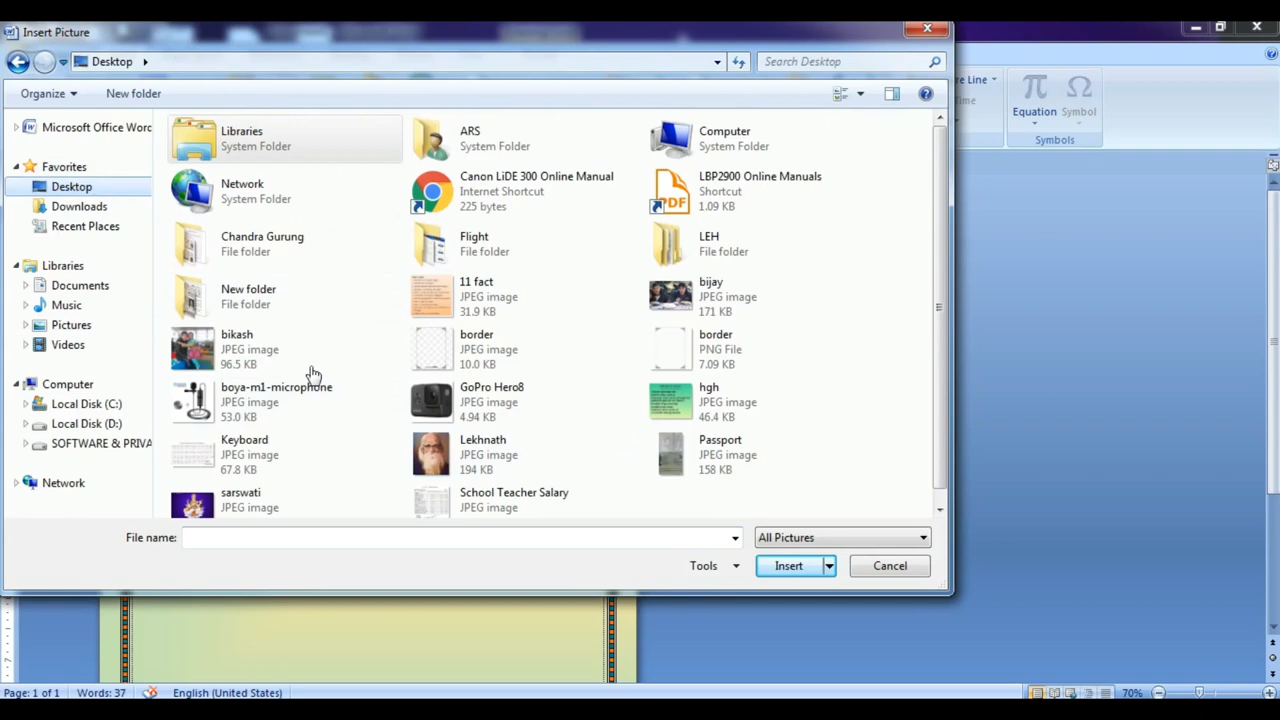 Insert Picture
Desktop
Search Desktop
Organize
New folder
re Line
Time
Equation
Symbol
Symbols
Microsoft Office Word
Favorites
Desktop
Downloads
Recent Places
Libraries
Documents
Music
Pictures
Videos
Computer
Local Disk (C:)
Local Disk (D:)
SOFTWARE & PRIVA
Network
Libraries
System Folder
ARS
System Folder
Computer
System Folder
Network
System Folder
Canon LiDE 300 Online Manual
Internet Shortcut
225 bytes
LBP2900 Online Manuals
Shortcut
1.09 KB
Chandra Gurung
File folder
Flight
File folder
LEH
File folder
New folder
File folder
11 fact
JPEG image
31.9 KB
bijay
JPEG image
171 KB
bikash
JPEG image
96.5 KB
border
JPEG image
10.0 KB
border
PNG File
7.09 KB
boya-m1-microphone
JPEG image
53.0 KB
GoPro Hero8
JPEG image
4.94 KB
hgh
JPEG image
46.4 KB
Keyboard
JPEG image
67.8 KB
Lekhnath
JPEG image
194 KB
Passport
JPEG image
158 KB
sarswati
JPEG image
School Teacher Salary
JPEG image
PDF
File name:
All Pictures
Tools
Insert
Cancel
Page: 1 of 1
Words: 37
English (United States)
70%